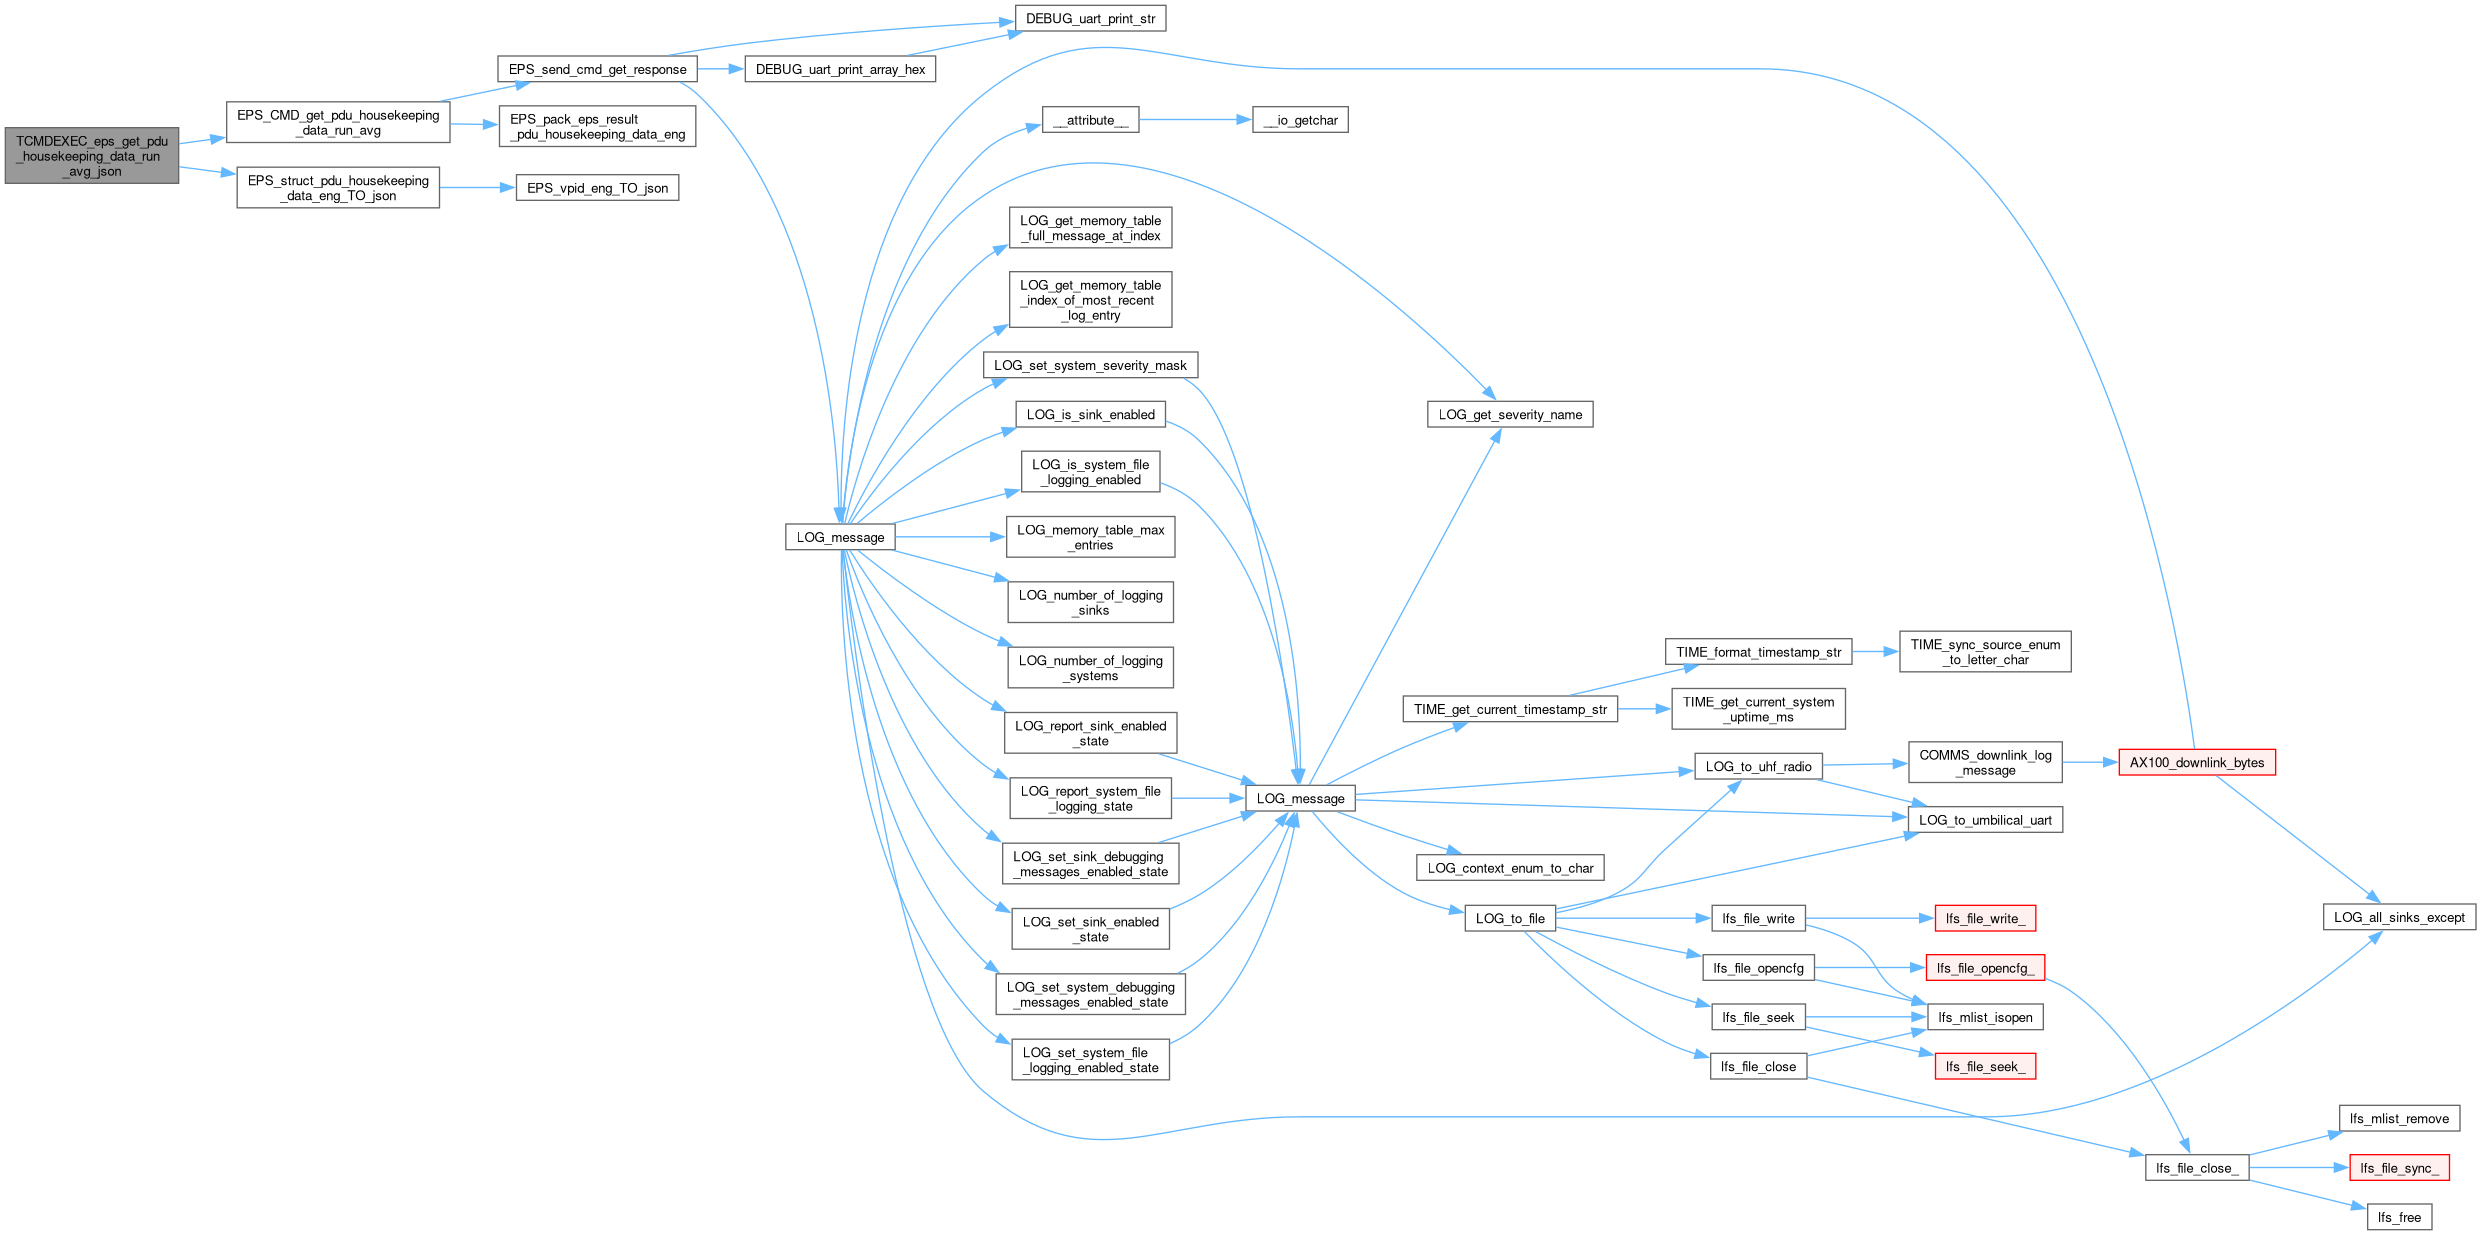 TCMDEXEC_eps_get_pdu
_housekeeping_data_run
_avg_json
EPS_CMD_get_pdu_housekeeping
_data_run_avg
EPS_struct_pdu_housekeeping
_data_eng_TO_json
EPS_send_cmd_get_response
EPS_pack_eps_result
_pdu_housekeeping_data_eng
EPS_vpid_eng_TO_json
DEBUG_uart_print_array_hex
DEBUG_uart_print_str
LOG_message
__attribute__
__io_getchar
LOG_get_memory_table
_full_message_at_index
LOG_get_memory_table
_index_of_most_recent
_log_entry
LOG_set_system_severity_mask
LOG_is_sink_enabled
LOG_is_system_file
_logging_enabled
LOG_memory_table_max
_entries
LOG_number_of_logging
_sinks
LOG_number_of_logging
_systems
LOG_report_sink_enabled
_state
LOG_report_system_file
_logging_state
LOG_set_sink_debugging
_messages_enabled_state
LOG_set_sink_enabled
_state
LOG_set_system_debugging
_messages_enabled_state
LOG_set_system_file
_logging_enabled_state
LOG_message
LOG_get_severity_name
TIME_get_current_timestamp_str
LOG_context_enum_to_char
LOG_to_file
TIME_format_timestamp_str
TIME_get_current_system
_uptime_ms
TIME_sync_source_enum
_to_letter_char
LOG_to_uhf_radio
COMMS_downlink_log
_message
LOG_to_umbilical_uart
AX100_downlink_bytes
LOG_all_sinks_except
lfs_file_write
lfs_file_write_
lfs_file_opencfg
lfs_file_opencfg_
lfs_file_seek
lfs_mlist_isopen
lfs_file_close
lfs_file_seek_
lfs_file_close_
lfs_mlist_remove
lfs_file_sync_
lfs_free